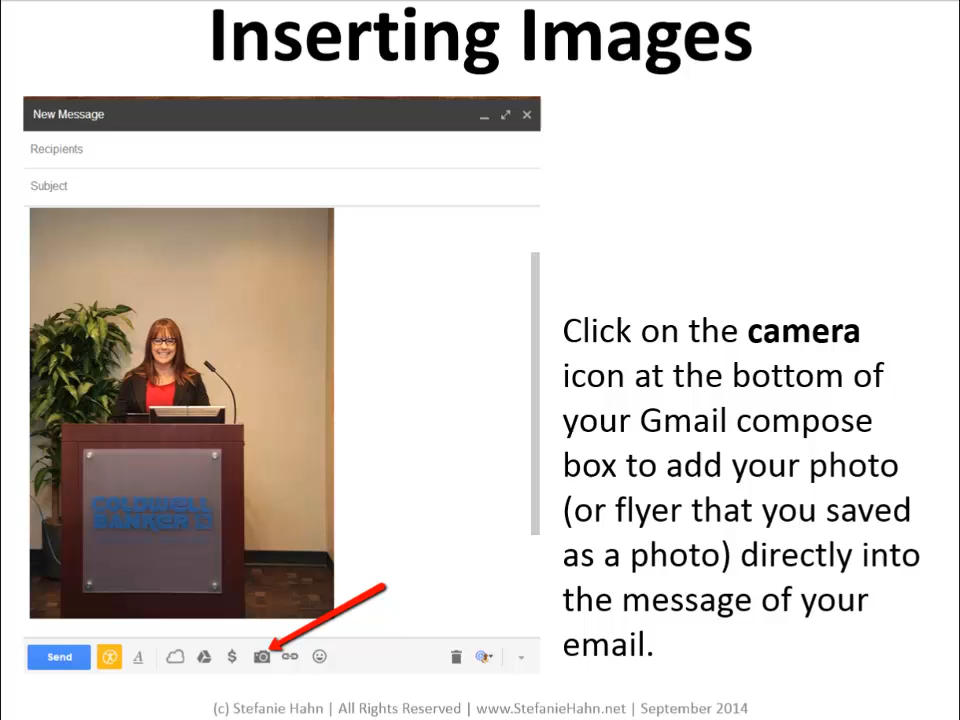 Inserting Images
New Message
Recipients
Subject
COLDWELL
BANKER
Send
Click on the camera
icon at the bottom of
your Gmail compose
box to add your photo
(or flyer that you saved
as a photo) directly into
the message of your
email.
(c) Stefanie Hahn | All Rights Reserved | www.StefanieHahn.net | September 2014